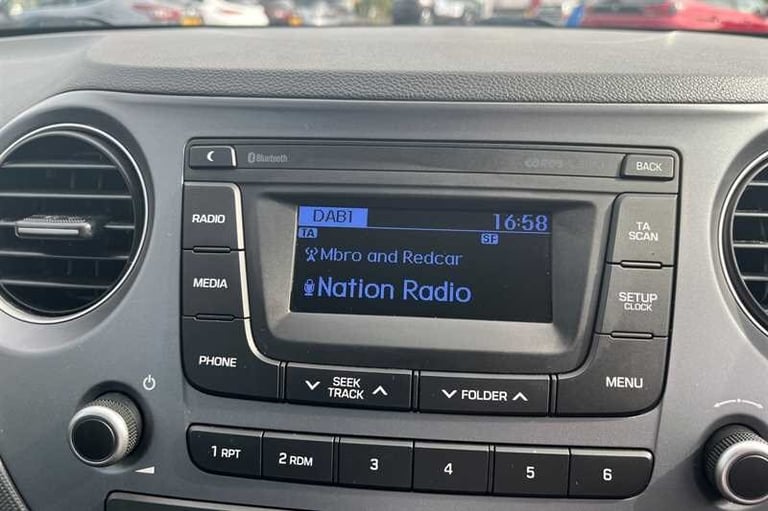 Bluetooth
BACK
RADIO
DAB1
16:58
TA
SCAN
TA
SF
Mbro and Redcar
MEDIA
Nation Radio
SETUP
CLOCK
PHONE
SEEK
TRACK
FOLDER
MENU
1 RPT
2 RDM
3
4
5
6